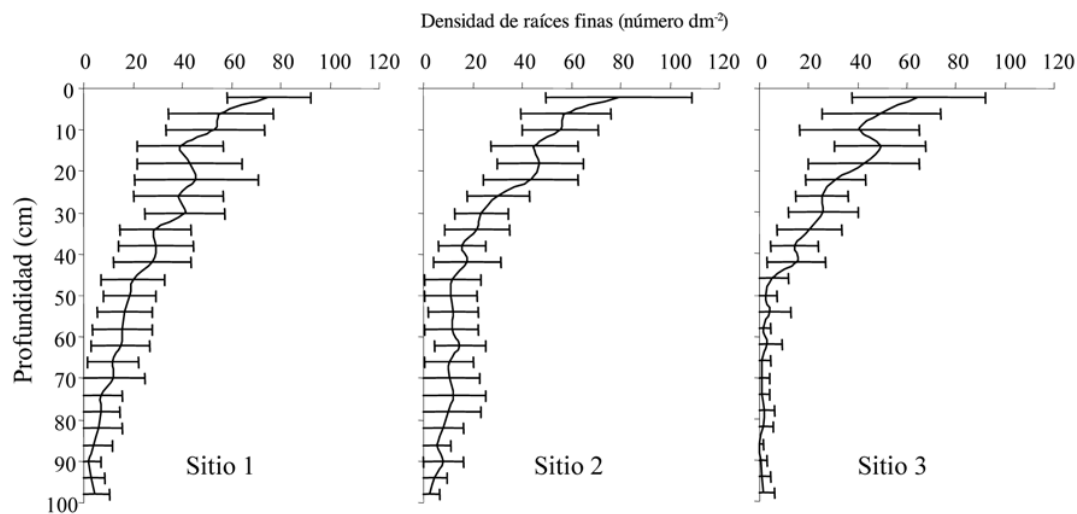 Densidad de raíces finas (número dm⁻²)
0 20 40 60 80 100 120
0 20 40 60 80 100 120
0 20 40 60 80 100 120
Profundidad (cm)
0
10
20
30
40
50
60
70
80
90
100
Sitio 1
Sitio 2
Sitio 3